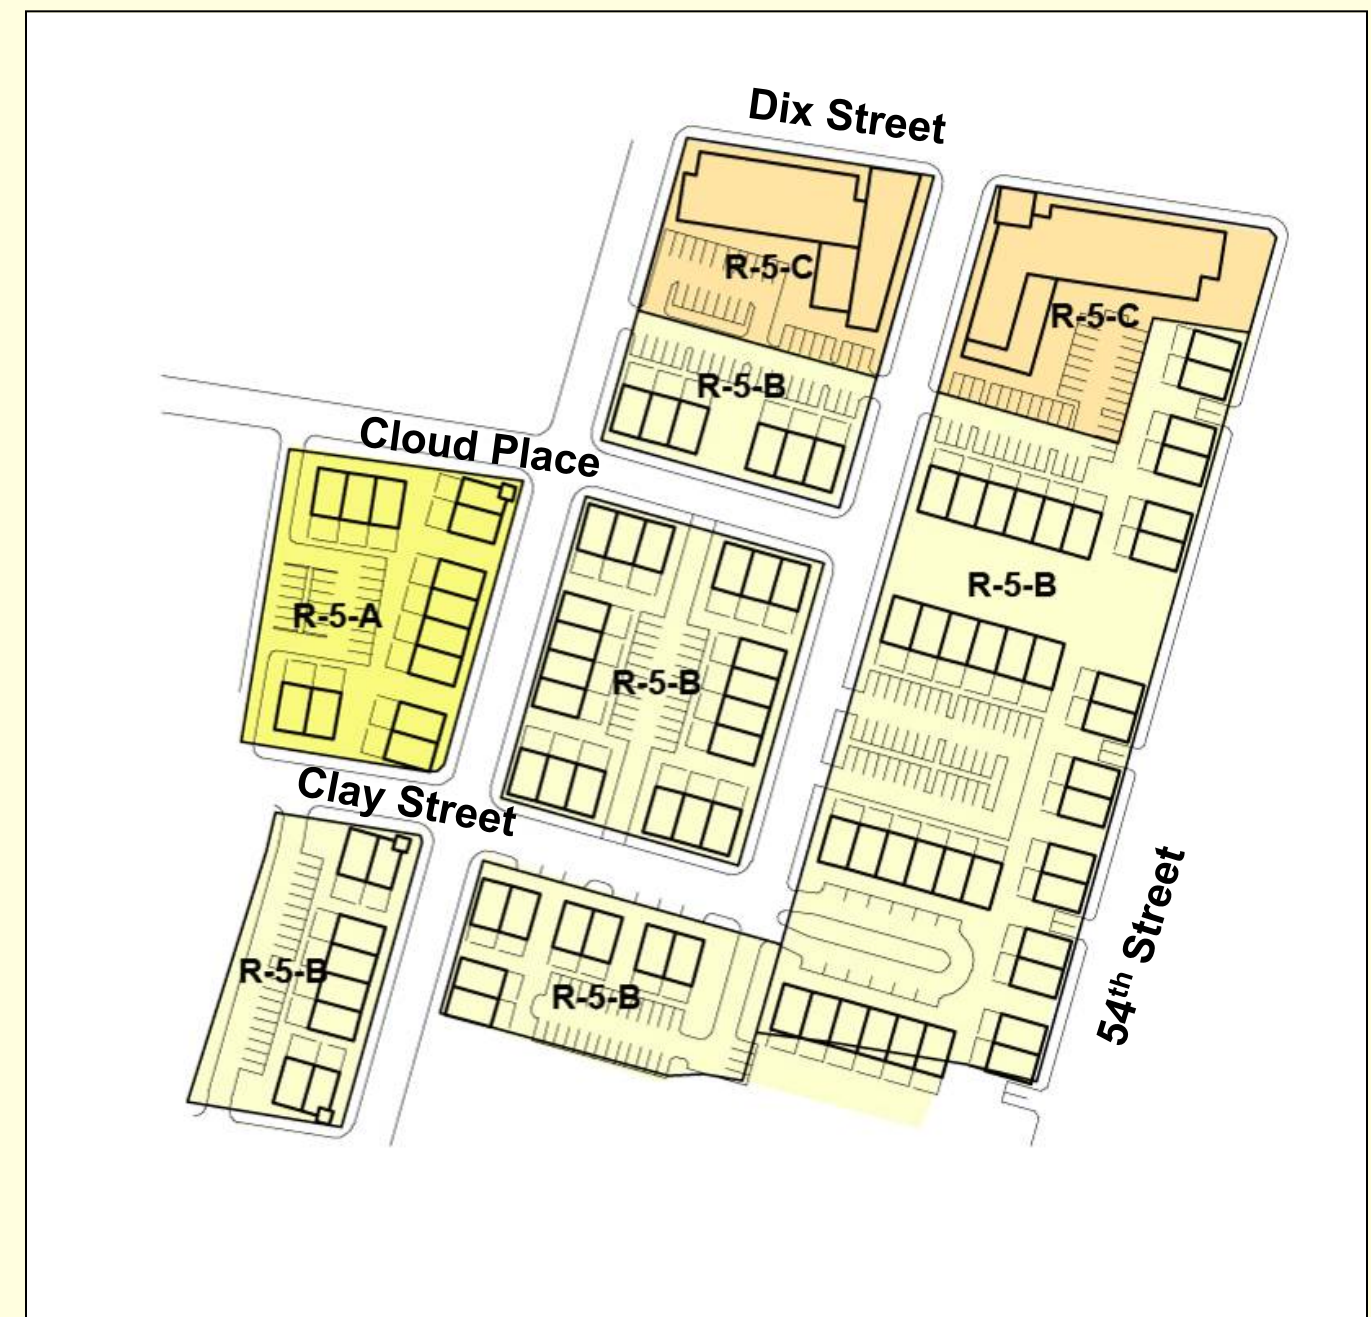 Dix Street
R-5-C
R-5-C
R-5-B
Cloud Place
R-5-B
R-5-A
R-5-B
Clay Street
54th Street
R-5-B
R-5-B